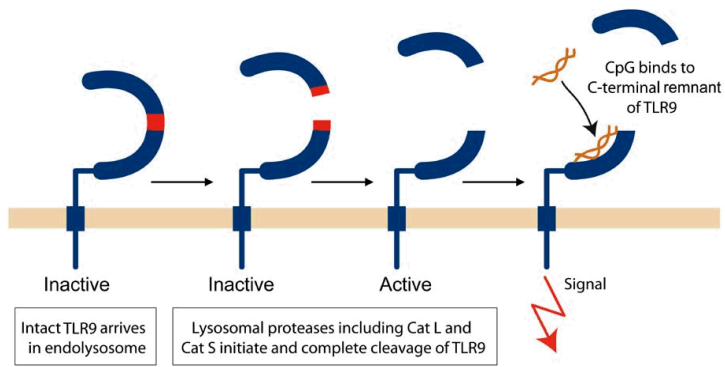 CpG binds to
C-terminal remnant
of TLR9
Inactive
Inactive
Active
Signal
Intact TLR9 arrives
in endolysosome
Lysosomal proteases including Cat L and
Cat S initiate and complete cleavage of TLR9